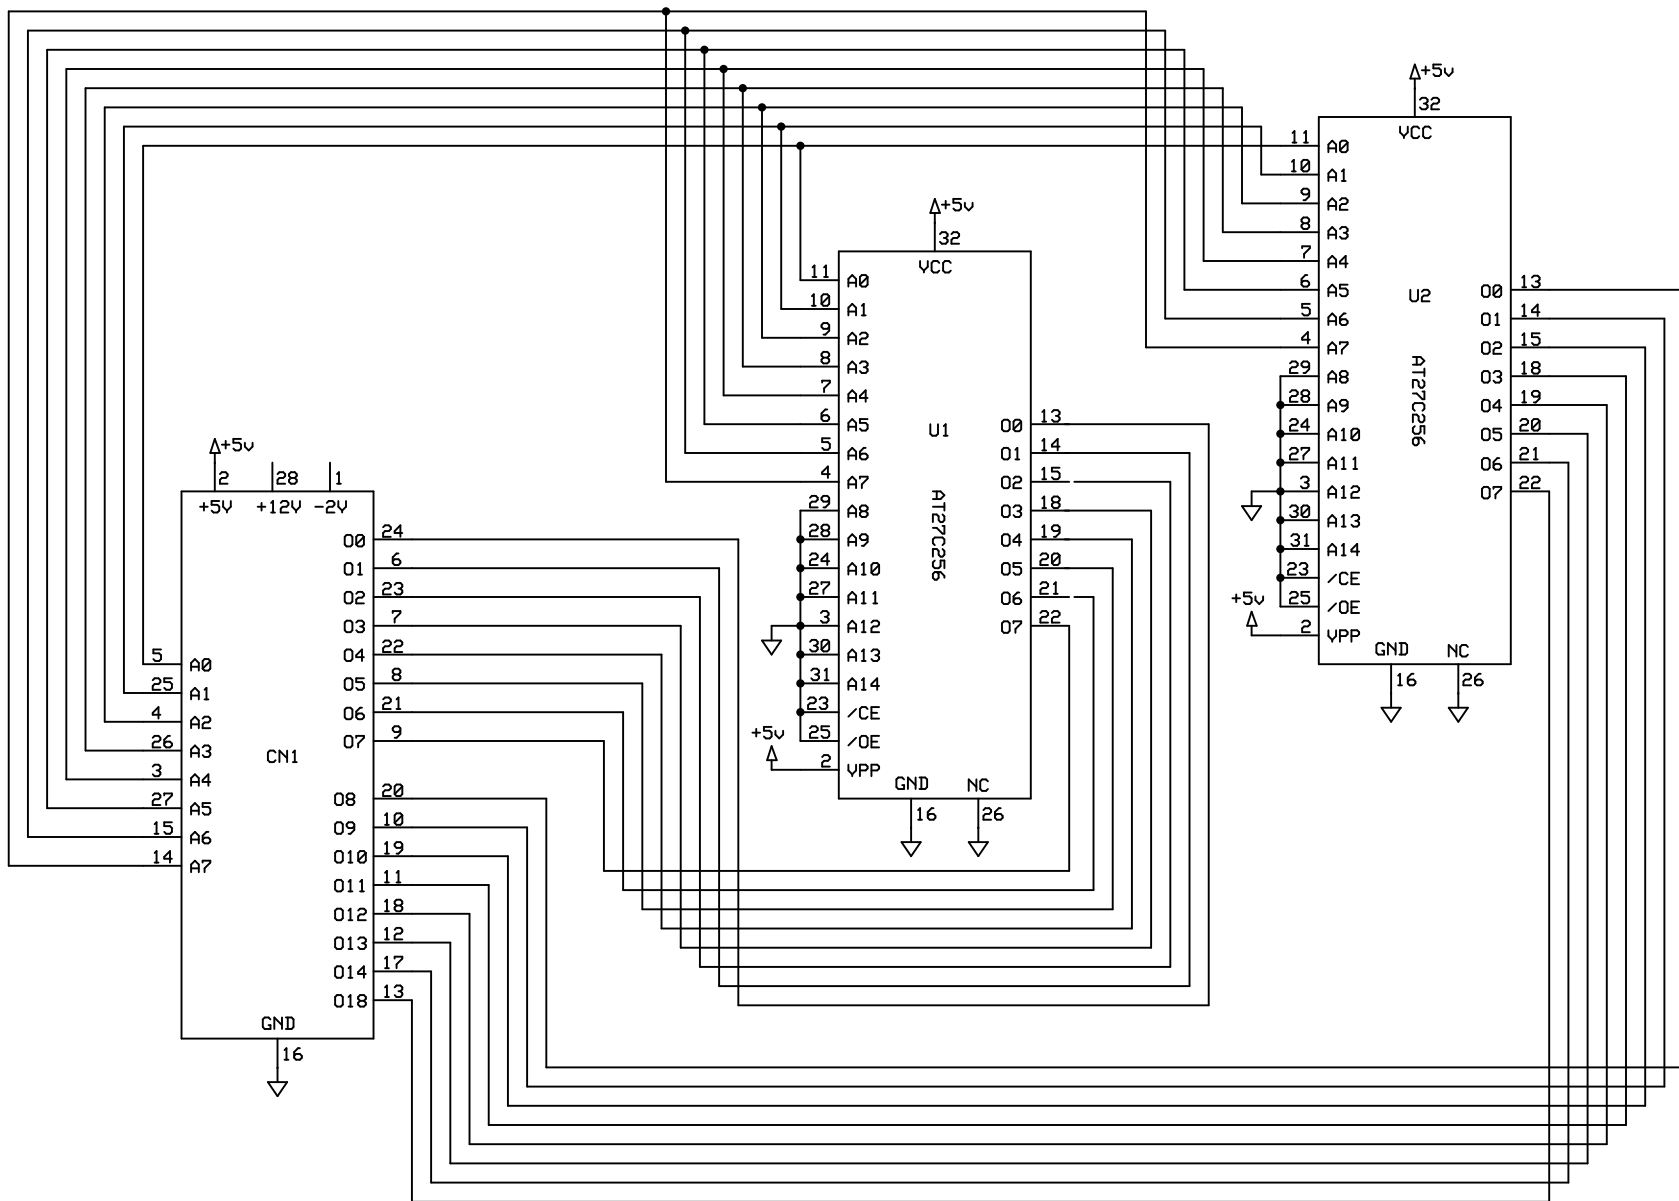 +5v
32
VCC
11 A0
10 A1
9 A2
8 A3
7 A4
6 A5
5 A6
4 A7
29 A8
28 A9
24 A10
27 A11
3 A12
30 A13
31 A14
23 /CE
25 /OE
+5v
2 VPP
U2
AT27C256
O0 13
O1 14
O2 15
O3 18
O4 19
O5 20
O6 21
O7 22
GND NC
16 26
+5v
32
VCC
11 A0
10 A1
9 A2
8 A3
7 A4
6 A5
5 A6
4 A7
29 A8
28 A9
24 A10
27 A11
3 A12
30 A13
31 A14
23 /CE
25 /OE
+5v
2 VPP
U1
AT27C256
O0 13
O1 14
O2 15
O3 18
O4 19
O5 20
O6 21
O7 22
GND NC
16 26
+5v
2 28 1
+5V +12V -2V
5 A0
25 A1
4 A2
26 A3
3 A4
27 A5
15 A6
14 A7
CN1
O0 24
O1 6
O2 23
O3 7
O4 22
O5 8
O6 21
O7 9
O8 20
O9 10
O10 19
O11 11
O12 18
O13 12
O14 17
O18 13
GND
16